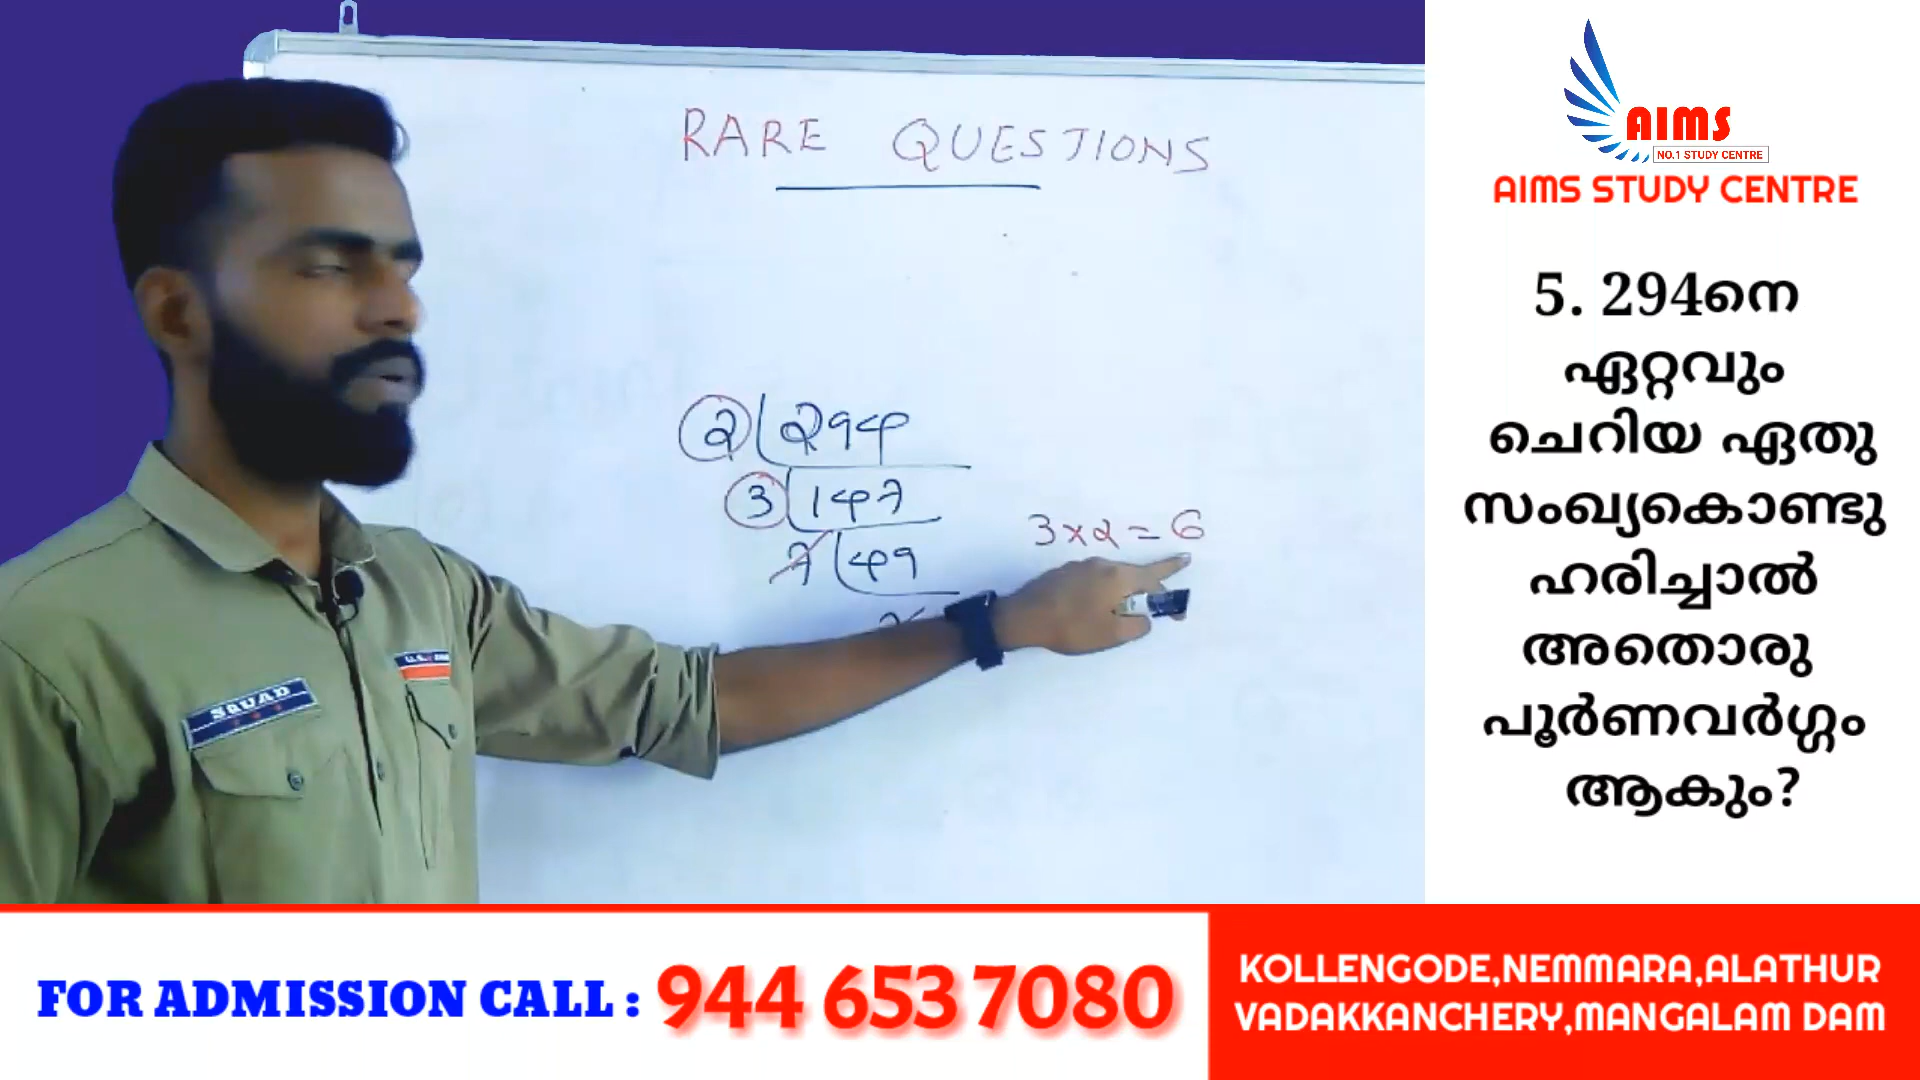 RARE QUESTIONS
2 294
3 147
7 49
3x2=6
SQUAD
AIMS
NO.1 STUDY CENTRE
AIMS STUDY CENTRE
5. 294നെ
ഏറ്റവും
ചെറിയ ഏതു
സംഖ്യകൊണ്ടു
ഹരിച്ചാൽ
അതൊരു
പൂർണവർഗ്ഗം
ആകും?
FOR ADMISSION CALL : 944 653 7080
KOLLENGODE,NEMMARA,ALATHUR
VADAKKANCHERY,MANGALAM DAM